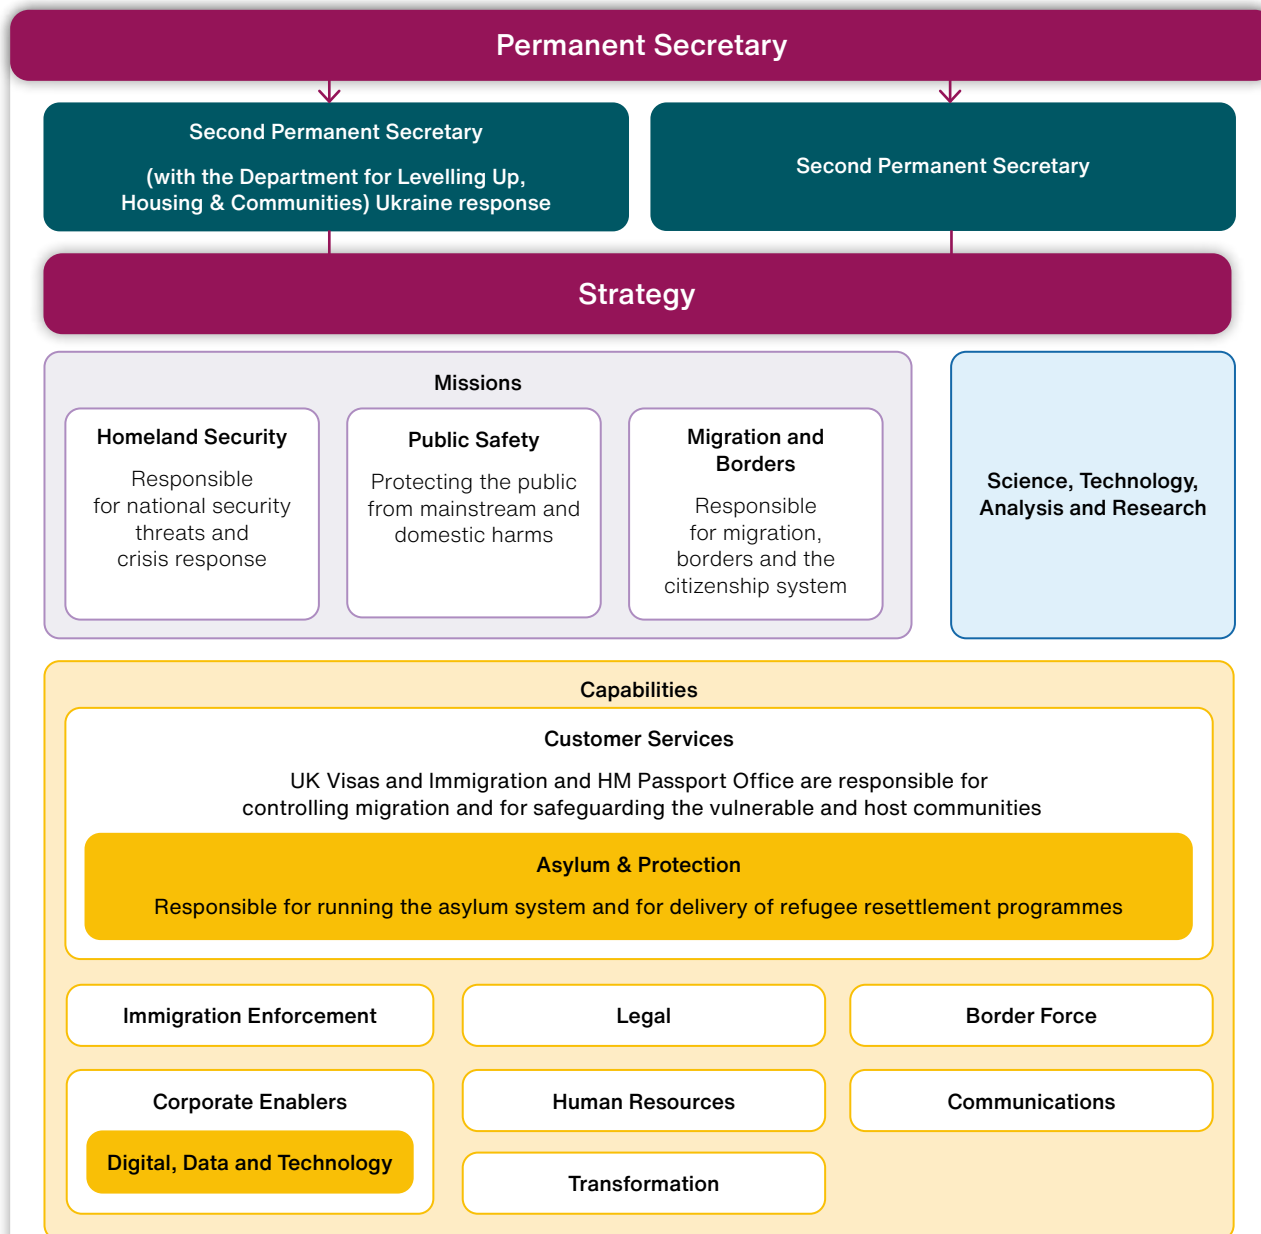 Permanent Secretary
Second Permanent Secretary
(with the Department for Levelling Up,
Housing & Communities) Ukraine response
Second Permanent Secretary
Strategy
Missions
Homeland Security
Responsible
for national security
threats and
crisis response
Public Safety
Protecting the public
from mainstream and
domestic harms
Migration and
Borders
Responsible
for migration,
borders and the
citizenship system
Science, Technology,
Analysis and Research
Capabilities
Customer Services
UK Visas and Immigration and HM Passport Office are responsible for
controlling migration and for safeguarding the vulnerable and host communities
Asylum & Protection
Responsible for running the asylum system and for delivery of refugee resettlement programmes
Immigration Enforcement
Legal
Border Force
Corporate Enablers
Digital, Data and Technology
Human Resources
Communications
Transformation